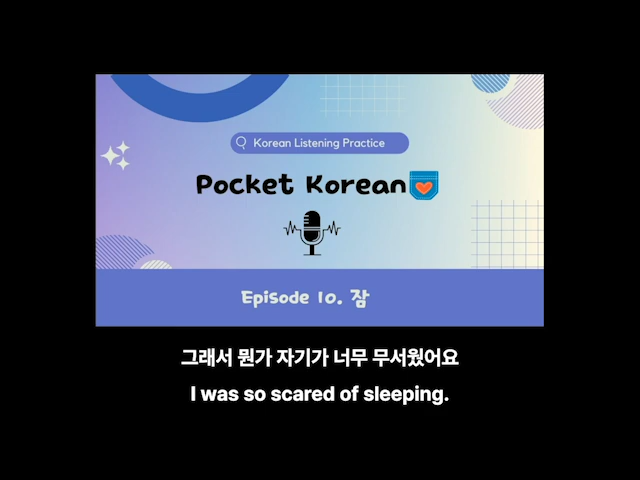 Korean Listening Practice
Pocket Korean
Episode 10. 잠
그래서 뭔가 자기가 너무 무서웠어요
I was so scared of sleeping.